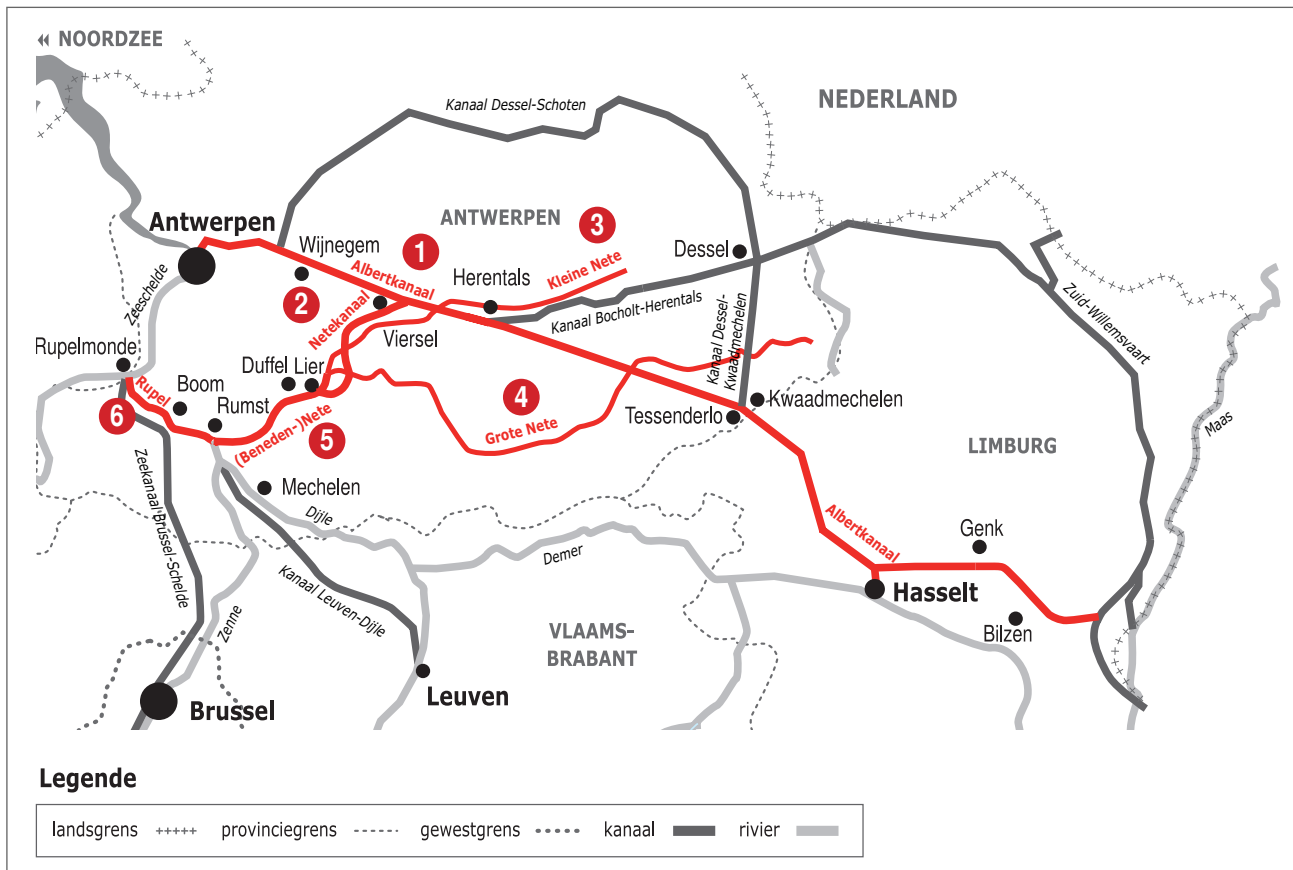 NOORDZEE
NEDERLAND
Kanaal Dessel-Schoten
ANTWERPEN
3
Antwerpen
1
Wijnegem
Dessel
Albertkanaal
Herentals
Kleine Nete
2
Netekanaal
Kanaal Bocholt-Herentals
Zeeschelde
Viersel
Kanaal Dessel-
Kwaadmechelen
Zuid-Willemsvaart
Rupelmonde
Duffel
Lier
Boom
Rupel
Rumst
4
Kwaadmechelen
Tessenderlo
6
(Beneden-)Nete
5
Grote Nete
Maas
LIMBURG
Zeekanaal Brussel-Schelde
Mechelen
Dijle
Albertkanaal
Genk
Demer
Kanaal Leuven-Dijle
Hasselt
Zenne
VLAAMS-
BRABANT
Bilzen
Leuven
Brussel
Legende
landsgrens provinciegrens gewestgrens kanaal rivier